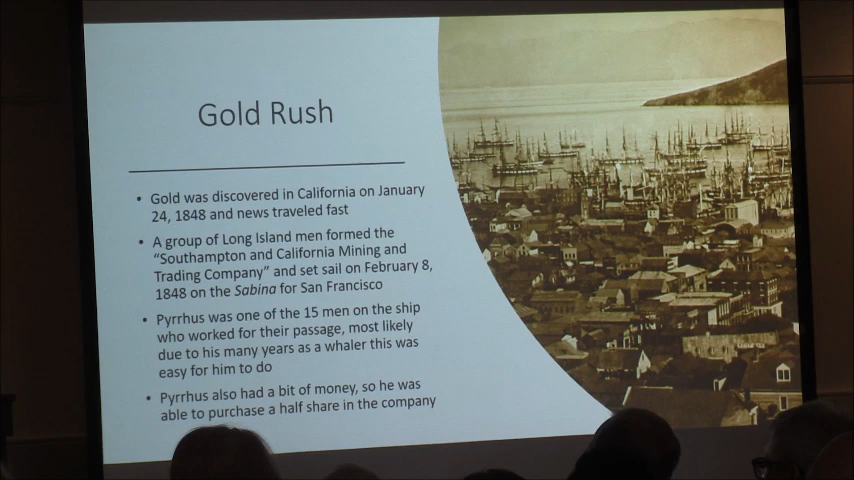 Gold Rush
• Gold was discovered in California on January
24, 1848 and news traveled fast
• A group of Long Island men formed the
“Southampton and California Mining and
Trading Company” and set sail on February 8,
1848 on the Sabina for San Francisco
• Pyrrhus was one of the 15 men on the ship
who worked for their passage, most likely
due to his many years as a whaler this was
easy for him to do
• Pyrrhus also had a bit of money, so he was
able to purchase a half share in the company